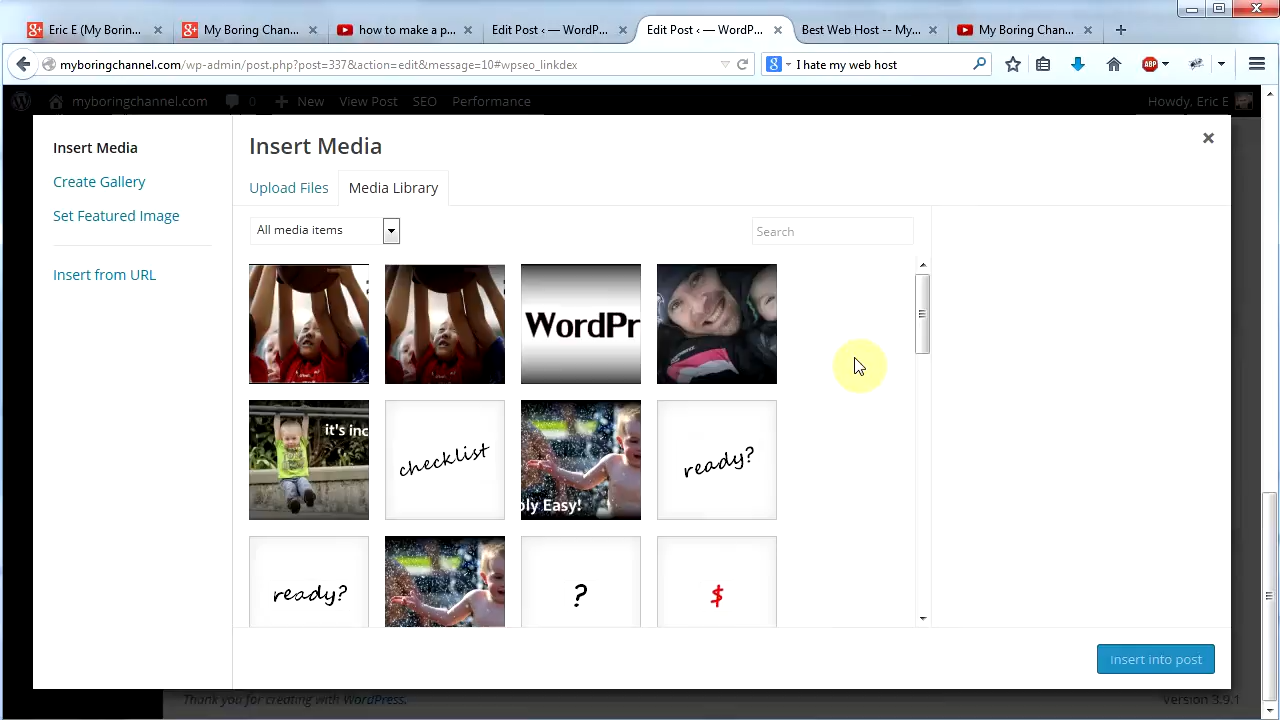 Eric E (My Borin...
My Boring Chan...
how to make a p...
Edit Post ‹ — WordP...
Edit Post ‹ — WordP...
Best Web Host -- My...
My Boring Chan...
myboringchannel.com/wp-admin/post.php?post=337&action=edit&message=10#wpseo_linkdex
I hate my web host
ABP
myboringchannel.com
0
New
View Post
SEO
Performance
Howdy, Eric E
Insert Media
Create Gallery
Set Featured Image
Insert from URL
Insert Media
Upload Files
Media Library
All media items
Search
WordPr
it's inc
checklist
ply Easy!
ready?
ready?
?
$
Insert into post
Thank you for creating with WordPress.
Version 3.9.1